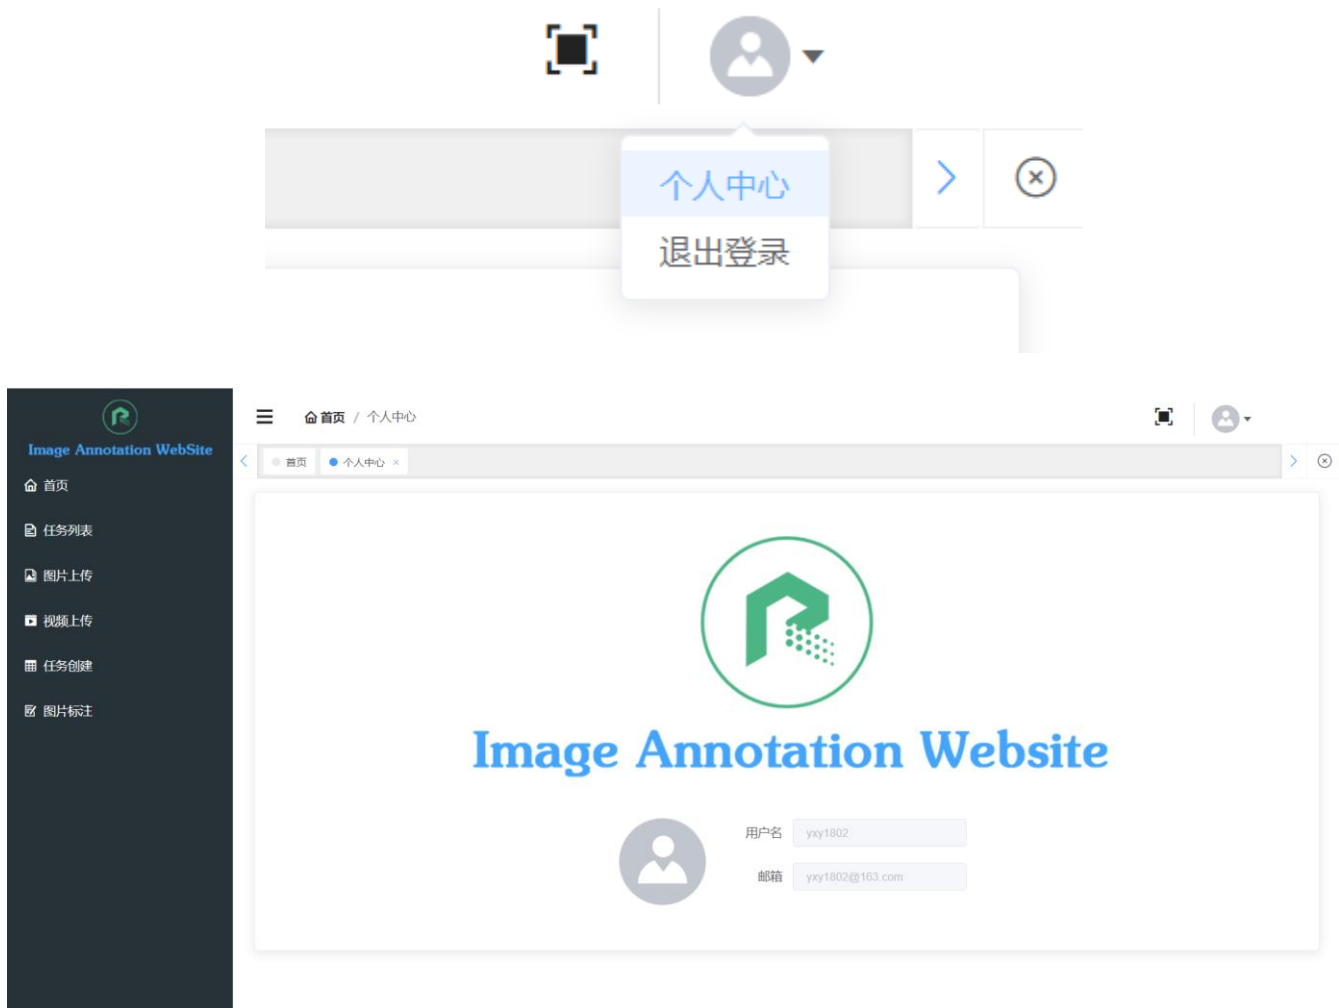 个人中心
退出登录
Image Annotation WebSite
首页
任务列表
图片上传
视频上传
任务创建
图片标注
首页 / 个人中心
首页 个人中心 ×
Image Annotation Website
用户名 yxy1802
邮箱 yxy1802@163.com